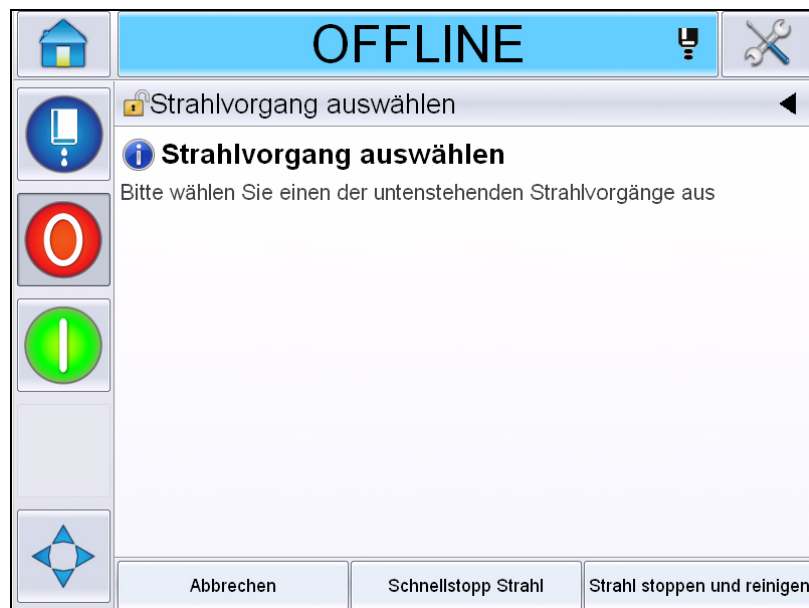 OFFLINE
Strahlvorgang auswählen
Strahlvorgang auswählen
Bitte wählen Sie einen der untenstehenden Strahlvorgänge aus
Abbrechen
Schnellstopp Strahl
Strahl stoppen und reinigen